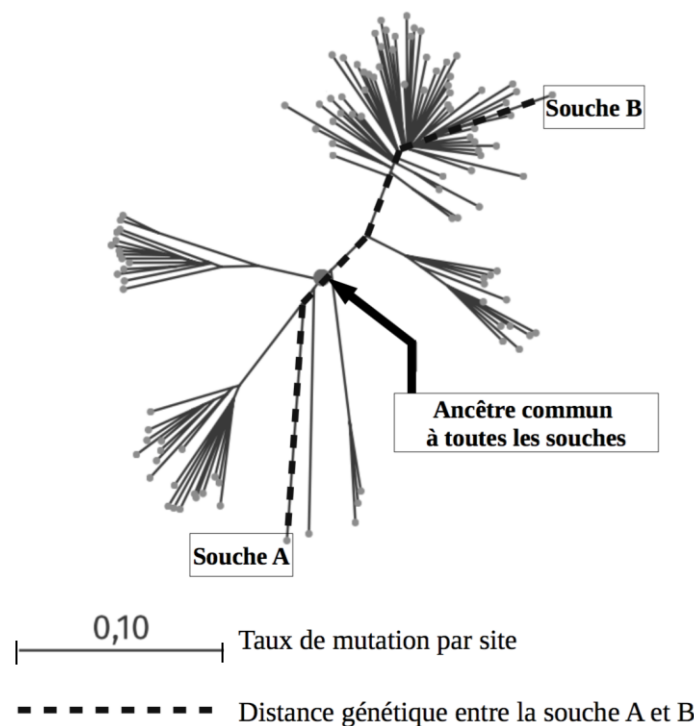 Souche B
Ancêtre commun
à toutes les souches
Souche A
0,10
Taux de mutation par site
Distance génétique entre la souche A et B